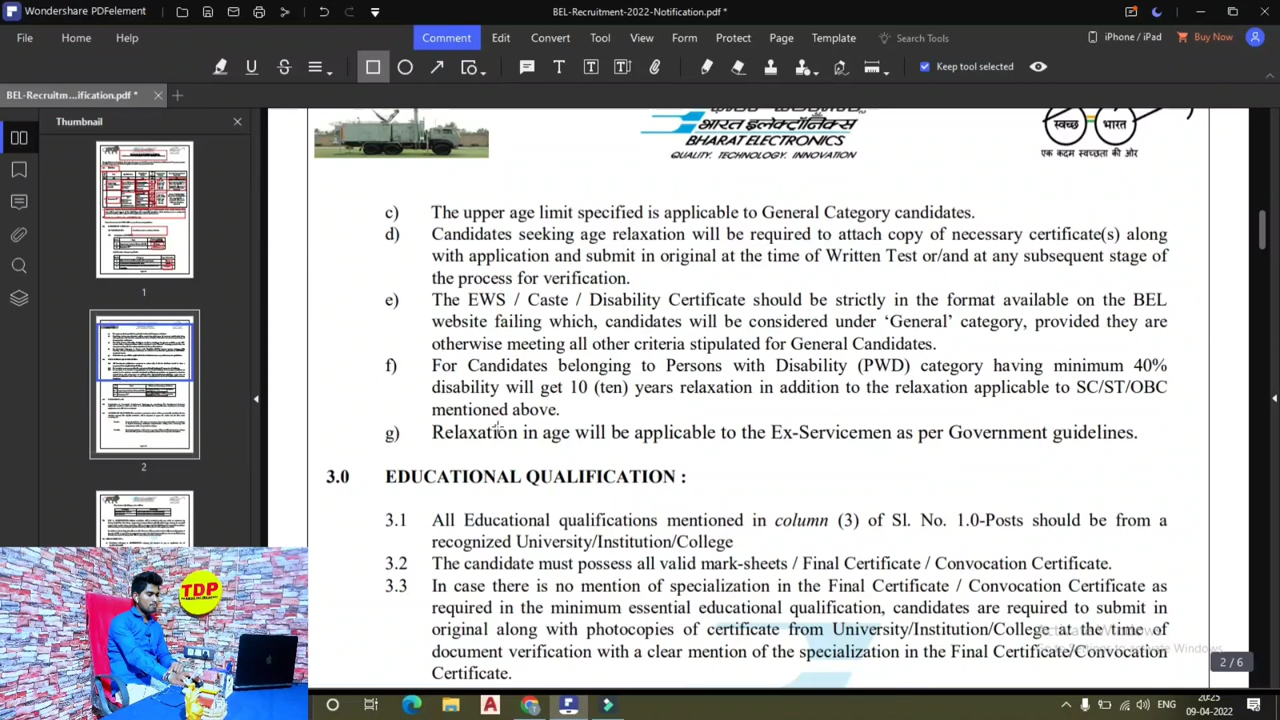 Wondershare PDFelement
BEL-Recruitment-2022-Notification.pdf *
File Home Help
Comment Edit Convert Tool View Form Protect Page Template Search Tools
iPhone / iPad Buy Now
Keep tool selected
BEL-Recruitm...ification.pdf *
Thumbnail
1
2
भारत इलेक्ट्रॉनिक्स
BHARAT ELECTRONICS
QUALITY. TECHNOLOGY. INNOVATION
स्वच्छ भारत
एक कदम स्वच्छता की ओर
c) The upper age limit specified is applicable to General Category candidates.
d) Candidates seeking age relaxation will be required to attach copy of necessary certificate(s) along
with application and submit in original at the time of Written Test or/and at any subsequent stage of
the process for verification.
e) The EWS / Caste / Disability Certificate should be strictly in the format available on the BEL
website failing which, candidates will be considered under ‘General’ category, provided they are
otherwise meeting all other criteria stipulated for General Candidates.
f) For Candidates belonging to Persons with Disability (PWD) category having minimum 40%
disability will get 10 (ten) years relaxation in addition to the relaxation applicable to SC/ST/OBC
mentioned above.
g) Relaxation in age will be applicable to the Ex-Servicemen as per Government guidelines.
3.0 EDUCATIONAL QUALIFICATION :
3.1 All Educational qualifications mentioned in column (3) of Sl. No. 1.0-Posts should be from a
recognized University/Institution/College
3.2 The candidate must possess all valid mark-sheets / Final Certificate / Convocation Certificate.
3.3 In case there is no mention of specialization in the Final Certificate / Convocation Certificate as
required in the minimum essential educational qualification, candidates are required to submit in
original along with photocopies of certificate from University/Institution/College at the time of
document verification with a clear mention of the specialization in the Final Certificate/Convocation
Certificate.
Activate Windows
Go to Settings to activate Windows.
2 / 6
TDP
ENG
20:25
09-04-2022